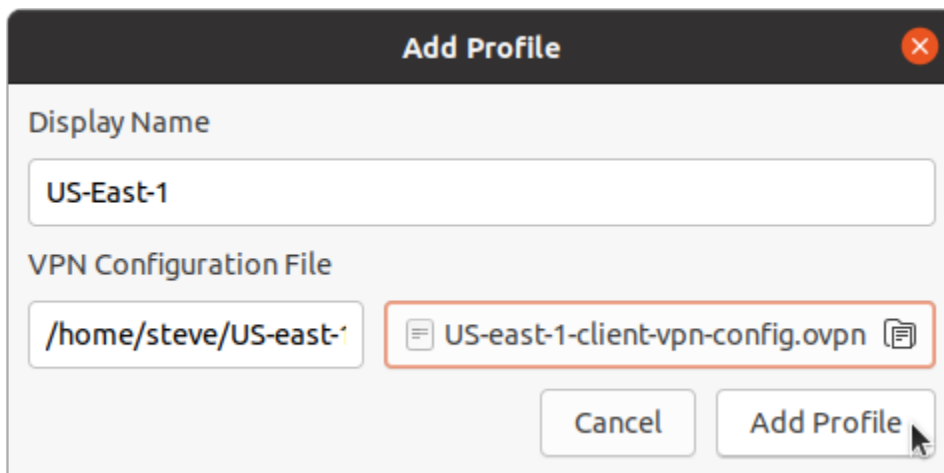 Add Profile
Display Name
US-East-1
VPN Configuration File
/home/steve/US-east-1 US-east-1-client-vpn-config.ovpn
Cancel Add Profile